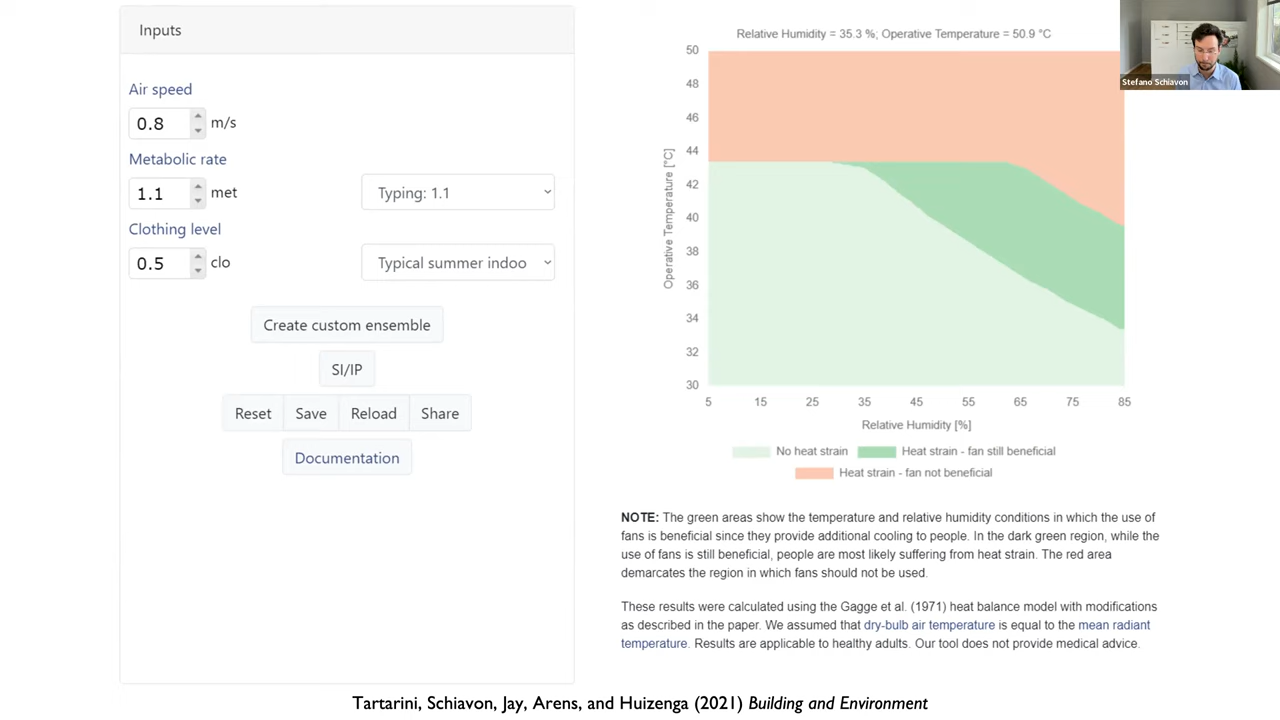 Inputs
Air speed
0.8 m/s
Metabolic rate
1.1 met
Typing: 1.1
Clothing level
0.5 clo
Typical summer indoo
Create custom ensemble
SI/IP
Reset Save Reload Share
Documentation
Relative Humidity = 35.3 %; Operative Temperature = 50.9 °C
50
48
46
44
42
40
38
36
34
32
30
Operative Temperature [°C]
5 15 25 35 45 55 65 75 85
Relative Humidity [%]
No heat strain Heat strain - fan still beneficial
Heat strain - fan not beneficial
NOTE: The green areas show the temperature and relative humidity conditions in which the use of
fans is beneficial since they provide additional cooling to people. In the dark green region, while the
use of fans is still beneficial, people are most likely suffering from heat strain. The red area
demarcates the region in which fans should not be used.
These results were calculated using the Gagge et al. (1971) heat balance model with modifications
as described in the paper. We assumed that dry-bulb air temperature is equal to the mean radiant
temperature. Results are applicable to healthy adults. Our tool does not provide medical advice.
Stefano Schiavon
Tartarini, Schiavon, Jay, Arens, and Huizenga (2021) Building and Environment